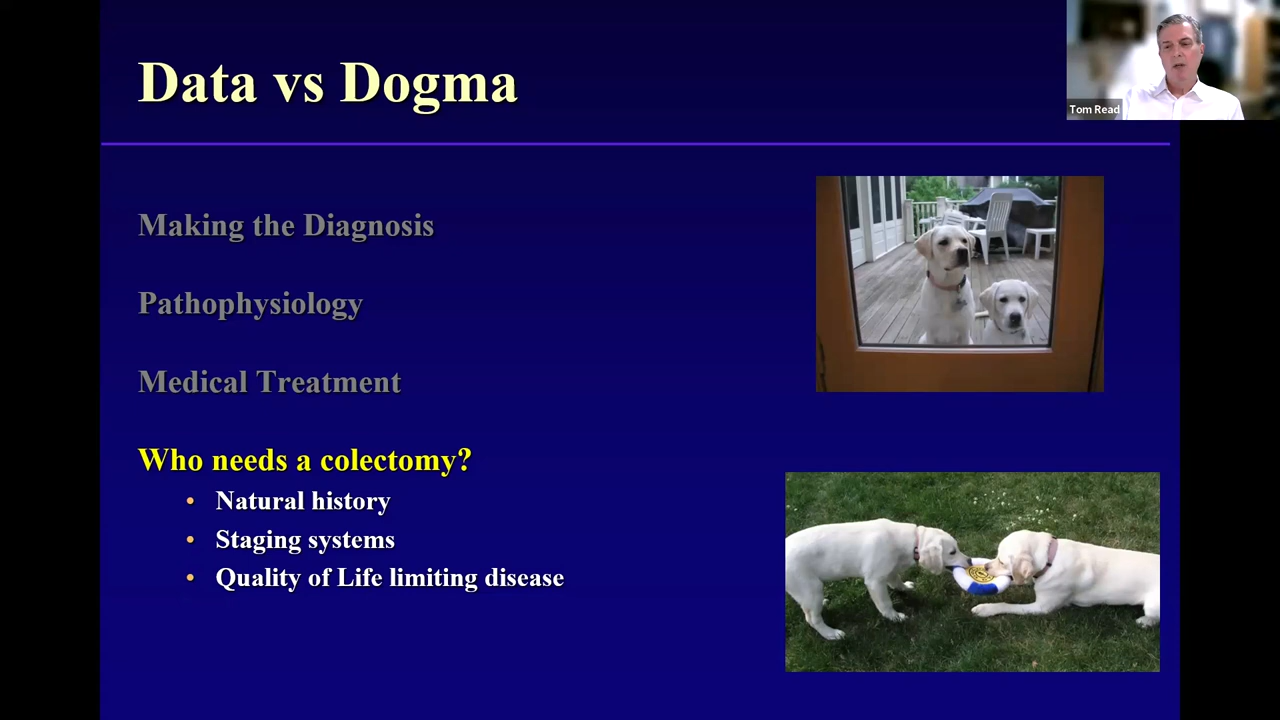 Data vs Dogma
Tom Read
Making the Diagnosis
Pathophysiology
Medical Treatment
Who needs a colectomy?
• Natural history
• Staging systems
• Quality of Life limiting disease